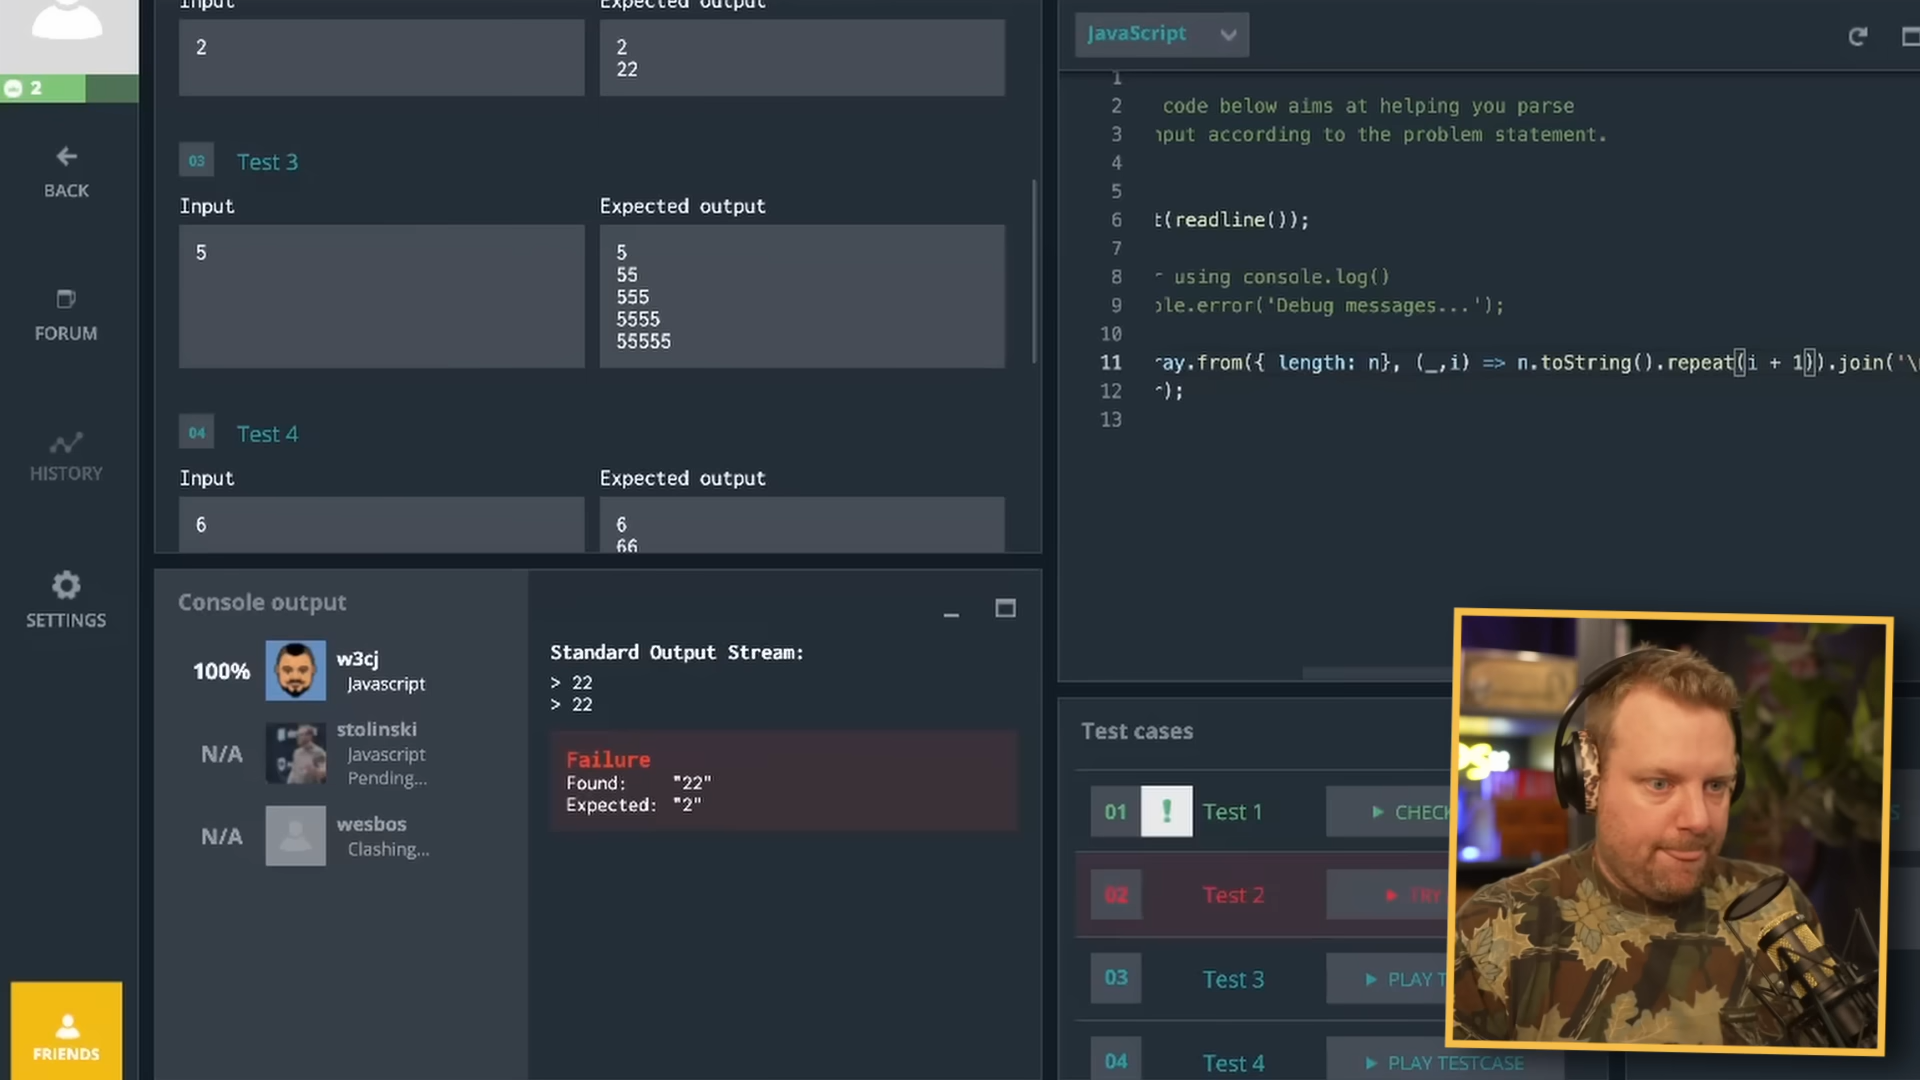 Input
Expected output
2
2
22
2
BACK
FORUM
HISTORY
SETTINGS
FRIENDS
03
Test 3
Input
Expected output
5
5
55
555
5555
55555
04
Test 4
Input
Expected output
6
6
66
Console output
100%
w3cj
Javascript
N/A
stolinski
Javascript
Pending...
N/A
wesbos
Clashing...
Standard Output Stream:
> 22
> 22
Failure
Found: "22"
Expected: "2"
JavaScript
1
2 code below aims at helping you parse
3 nput according to the problem statement.
4
5
6 t(readline());
7
8 r using console.log()
9 ole.error('Debug messages...');
10
11 ray.from({ length: n}, (_,i) => n.toString().repeat(i + 1)).join('\
12 r);
13
Test cases
01 ! Test 1
CHECK
02 Test 2
TRY
03 Test 3
PLAY T
04 Test 4
PLAY TESTCASE